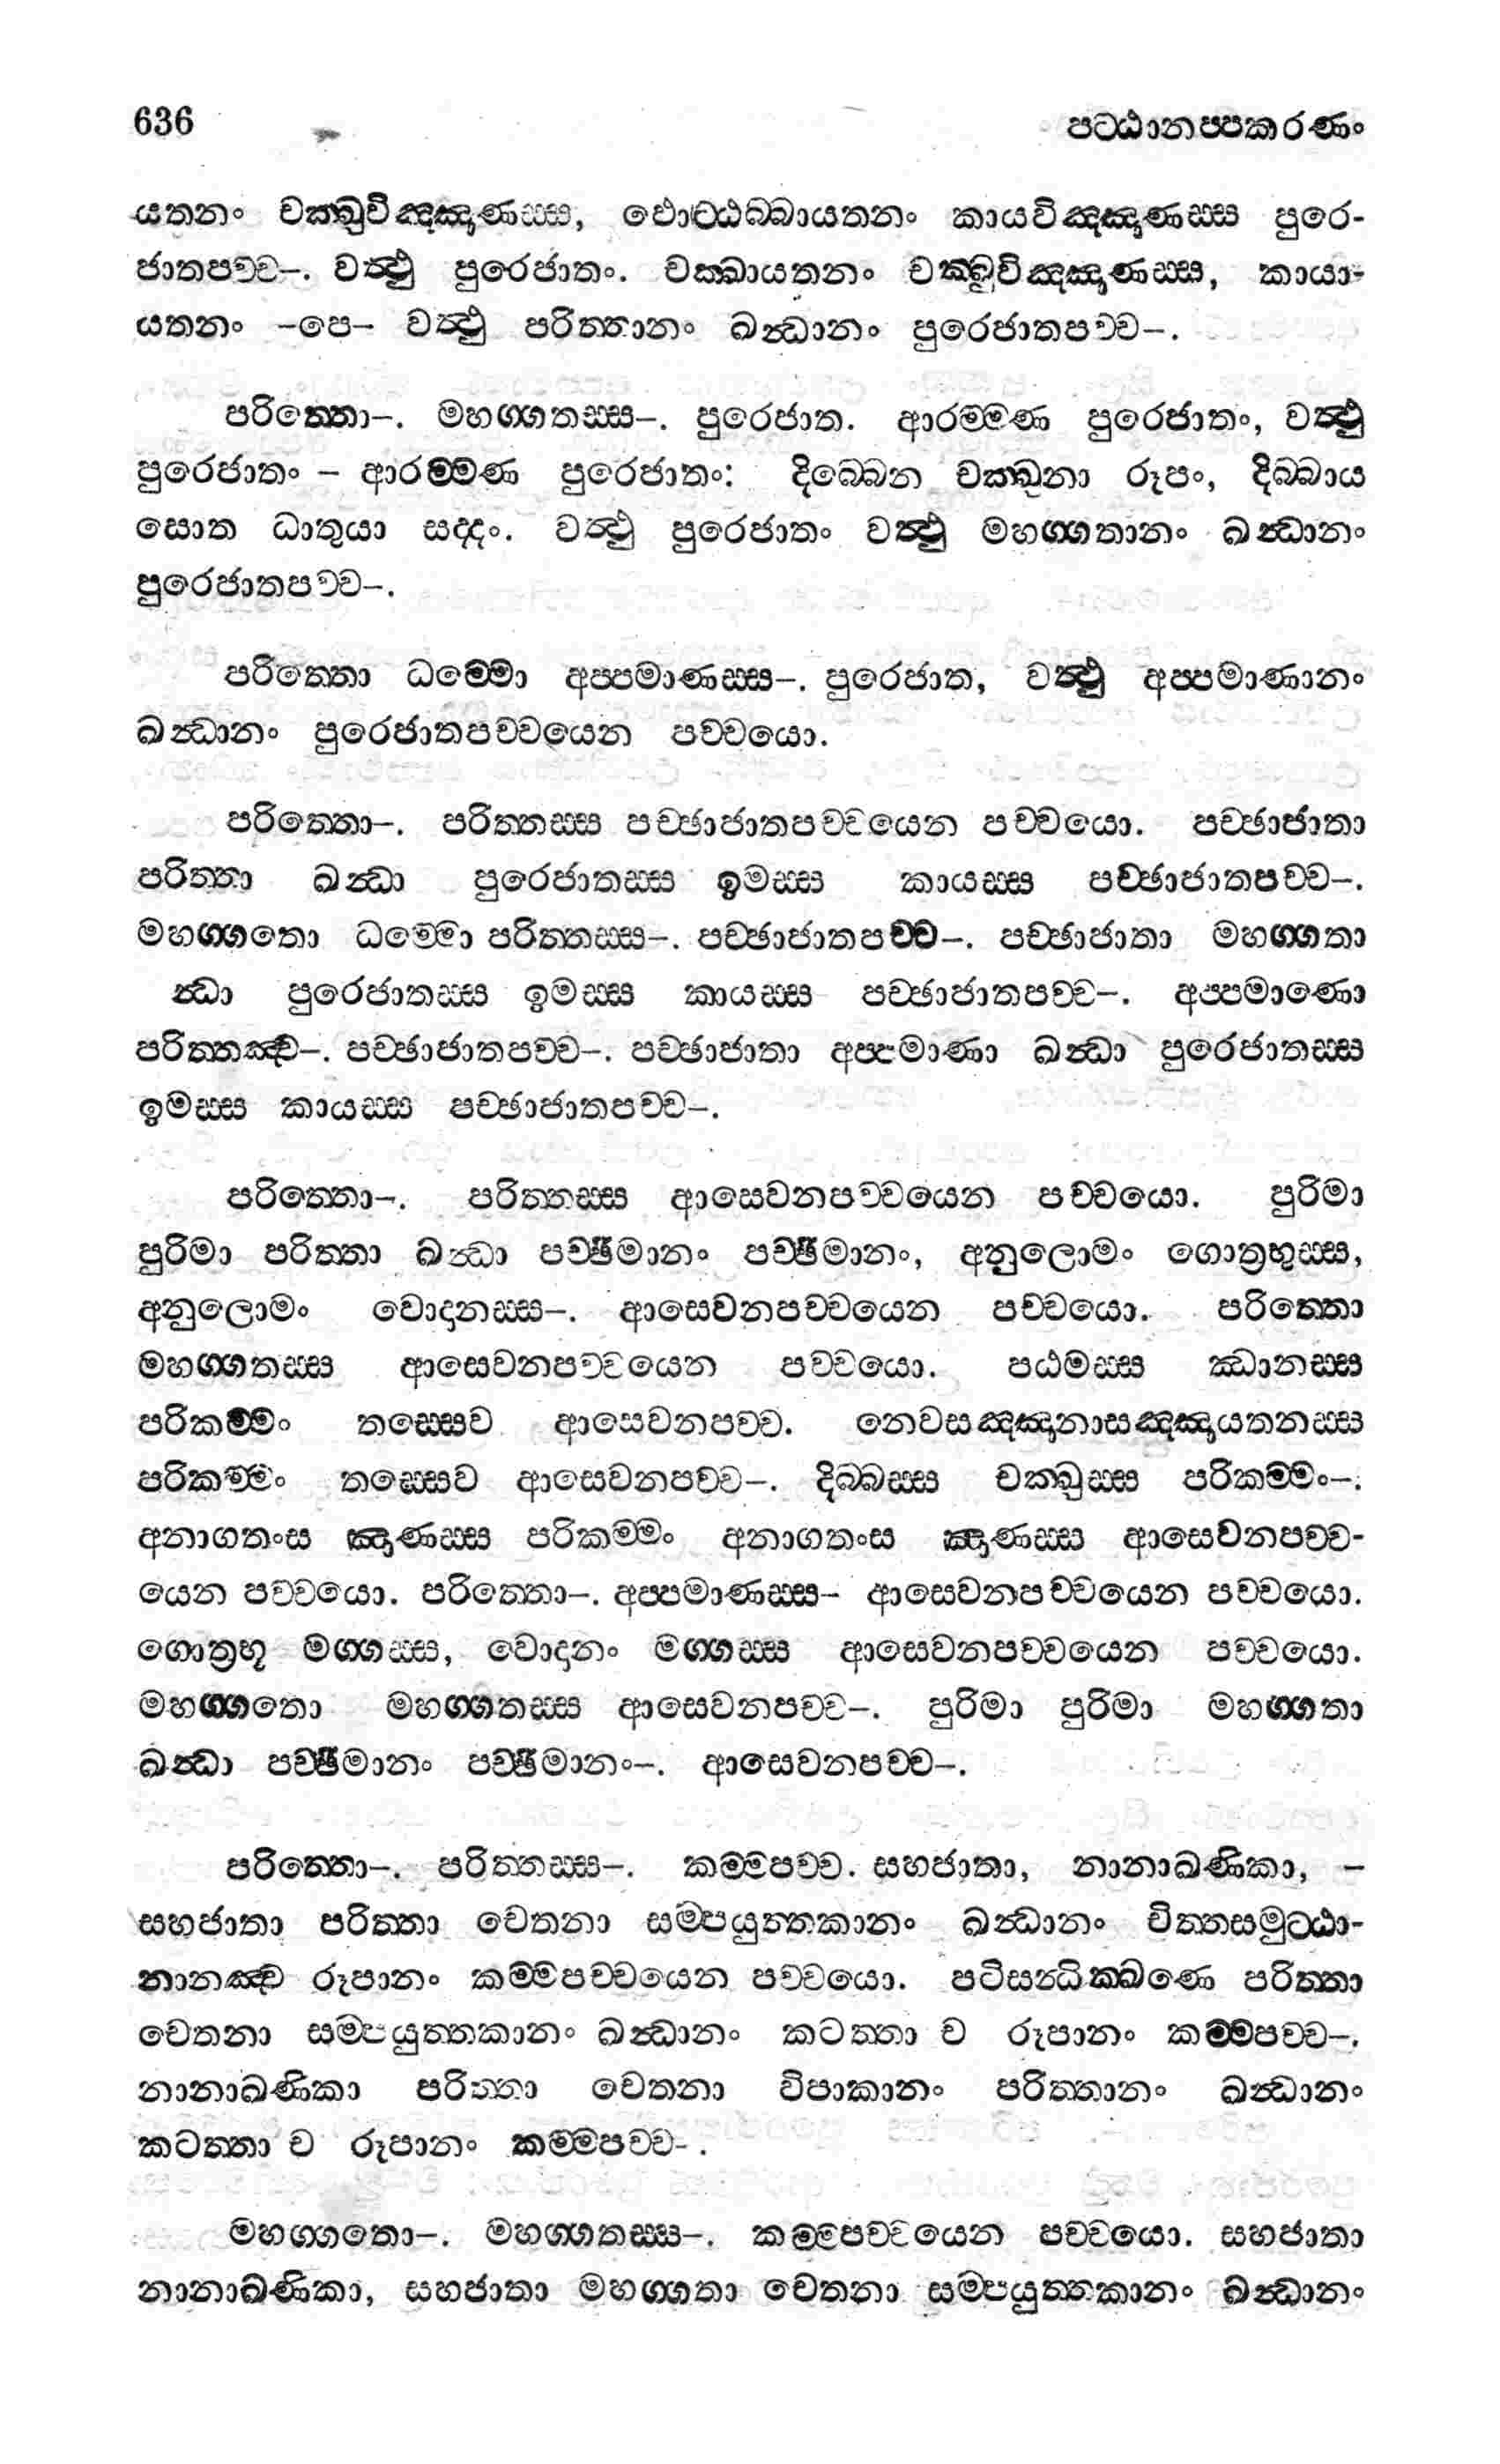 636 පට්ඨානප්පකරණං
යතනං චක්ඛුවිඤ්ඤාණස්ස, ඵොට්ඨබ්බායතනං කායවිඤ්ඤාණස්ස පුරෙ-
ජාතපච්ච–. වත්ථු පුරෙජාතං. චක්ඛායතනං චක්ඛුවිඤ්ඤාණස්ස, කායා-
යතනං –පෙ– වත්ථු පරිත්තානං ඛන්ධානං පුරෙජාතපච්ච–.
පරිත්තො–. මහග්ගතස්ස–. පුරෙජාත. ආරම්මණ පුරෙජාතං, වත්ථු
පුරෙජාතං – ආරම්මණ පුරෙජාතං: දිබ්බෙන චක්ඛුනා රූපං, දිබ්බාය
සොත ධාතුයා සද්දං. වත්ථු පුරෙජාතං වත්ථු මහග්ගතානං ඛන්ධානං
පුරෙජාතපච්ච–.
පරිත්තො ධම්මො අප්පමාණස්ස–. පුරෙජාත, වත්ථු අප්පමාණානං
ඛන්ධානං පුරෙජාතපච්චයෙන පච්චයො.
පරිත්තො–. පරිත්තස්ස පච්ඡාජාතපච්චයෙන පච්චයො. පච්ඡාජාතා
පරිත්තා ඛන්ධා පුරෙජාතස්ස ඉමස්ස කායස්ස පච්ඡාජාතපච්ච–.
මහග්ගතො ධම්මො පරිත්තස්ස–. පච්ඡාජාතපච්ච–. පච්ඡාජාතා මහග්ගතා
න්ධා පුරෙජාතස්ස ඉමස්ස කායස්ස පච්ඡාජාතපච්ච–. අප්පමාණො
පරිත්තඤ්ච–. පච්ඡාජාතපච්ච–. පච්ඡාජාතා අප්පමාණා ඛන්ධා පුරෙජාතස්ස
ඉමස්ස කායස්ස පච්ඡාජාතපච්ච–.
පරිත්තො–. පරිත්තස්ස ආසෙවනපච්චයෙන පච්චයො. පුරිමා
පුරිමා පරිත්තා ඛන්ධා පච්ඡිමානං පච්ඡිමානං, අනුලොමං ගොත්‍රභුස්ස,
අනුලොමං වොදානස්ස–. ආසෙවනපච්චයෙන පච්චයො. පරිත්තො
මහග්ගතස්ස ආසෙවනපච්චයෙන පච්චයො. පඨමස්ස ඣානස්ස
පරිකම්මං තස්සෙව ආසෙවනපච්ච. නෙවසඤ්ඤානාසඤ්ඤායතනස්ස
පරිකම්මං තස්සෙව ආසෙවනපච්ච–. දිබ්බස්ස චක්ඛුස්ස පරිකම්මං–.
අනාගතංස ඤාණස්ස පරිකම්මං අනාගතංස ඤාණස්ස ආසෙවනපච්ච-
යෙන පච්චයො. පරිත්තො–. අප්පමාණස්ස– ආසෙවනපච්චයෙන පච්චයො.
ගොත්‍රභූ මග්ගස්ස, වොදානං මග්ගස්ස ආසෙවනපච්චයෙන පච්චයො.
මහග්ගතො මහග්ගතස්ස ආසෙවනපච්ච–. පුරිමා පුරිමා මහග්ගතා
ඛන්ධා පච්ඡිමානං පච්ඡිමානං–. ආසෙවනපච්ච–.
පරිත්තො–. පරිත්තස්ස–. කම්මපච්ච. සහජාතා, නානාඛණිකා, –
සහජාතා පරිත්තා චෙතනා සම්පයුත්තකානං ඛන්ධානං චිත්තසමුට්ඨා-
නානඤ්ච රූපානං කම්මපච්චයෙන පච්චයො. පටිසන්ධික්ඛණෙ පරිත්තා
චෙතනා සම්පයුත්තකානං ඛන්ධානං කටත්තා ච රූපානං කම්මපච්ච–.
නානාඛණිකා පරිත්තා චෙතනා විපාකානං පරිත්තානං ඛන්ධානං
කටත්තා ච රූපානං කම්මපච්ච–.
මහග්ගතො–. මහග්ගතස්ස–. කම්මපච්චයෙන පච්චයො. සහජාතා
නානාඛණිකා, සහජාතා මහග්ගතා චෙතනා සම්පයුත්තකානං ඛන්ධානං